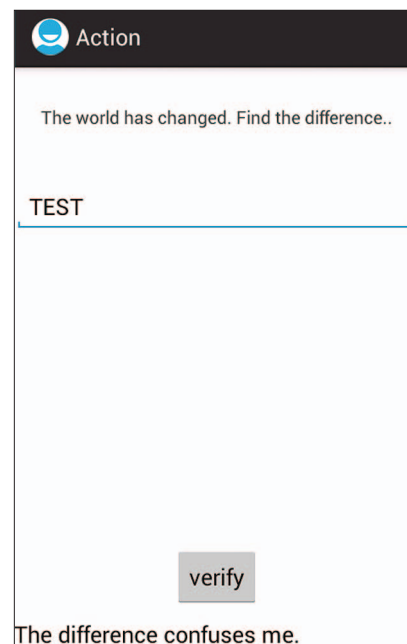 Action
The world has changed. Find the difference..
TEST
verify
The difference confuses me.